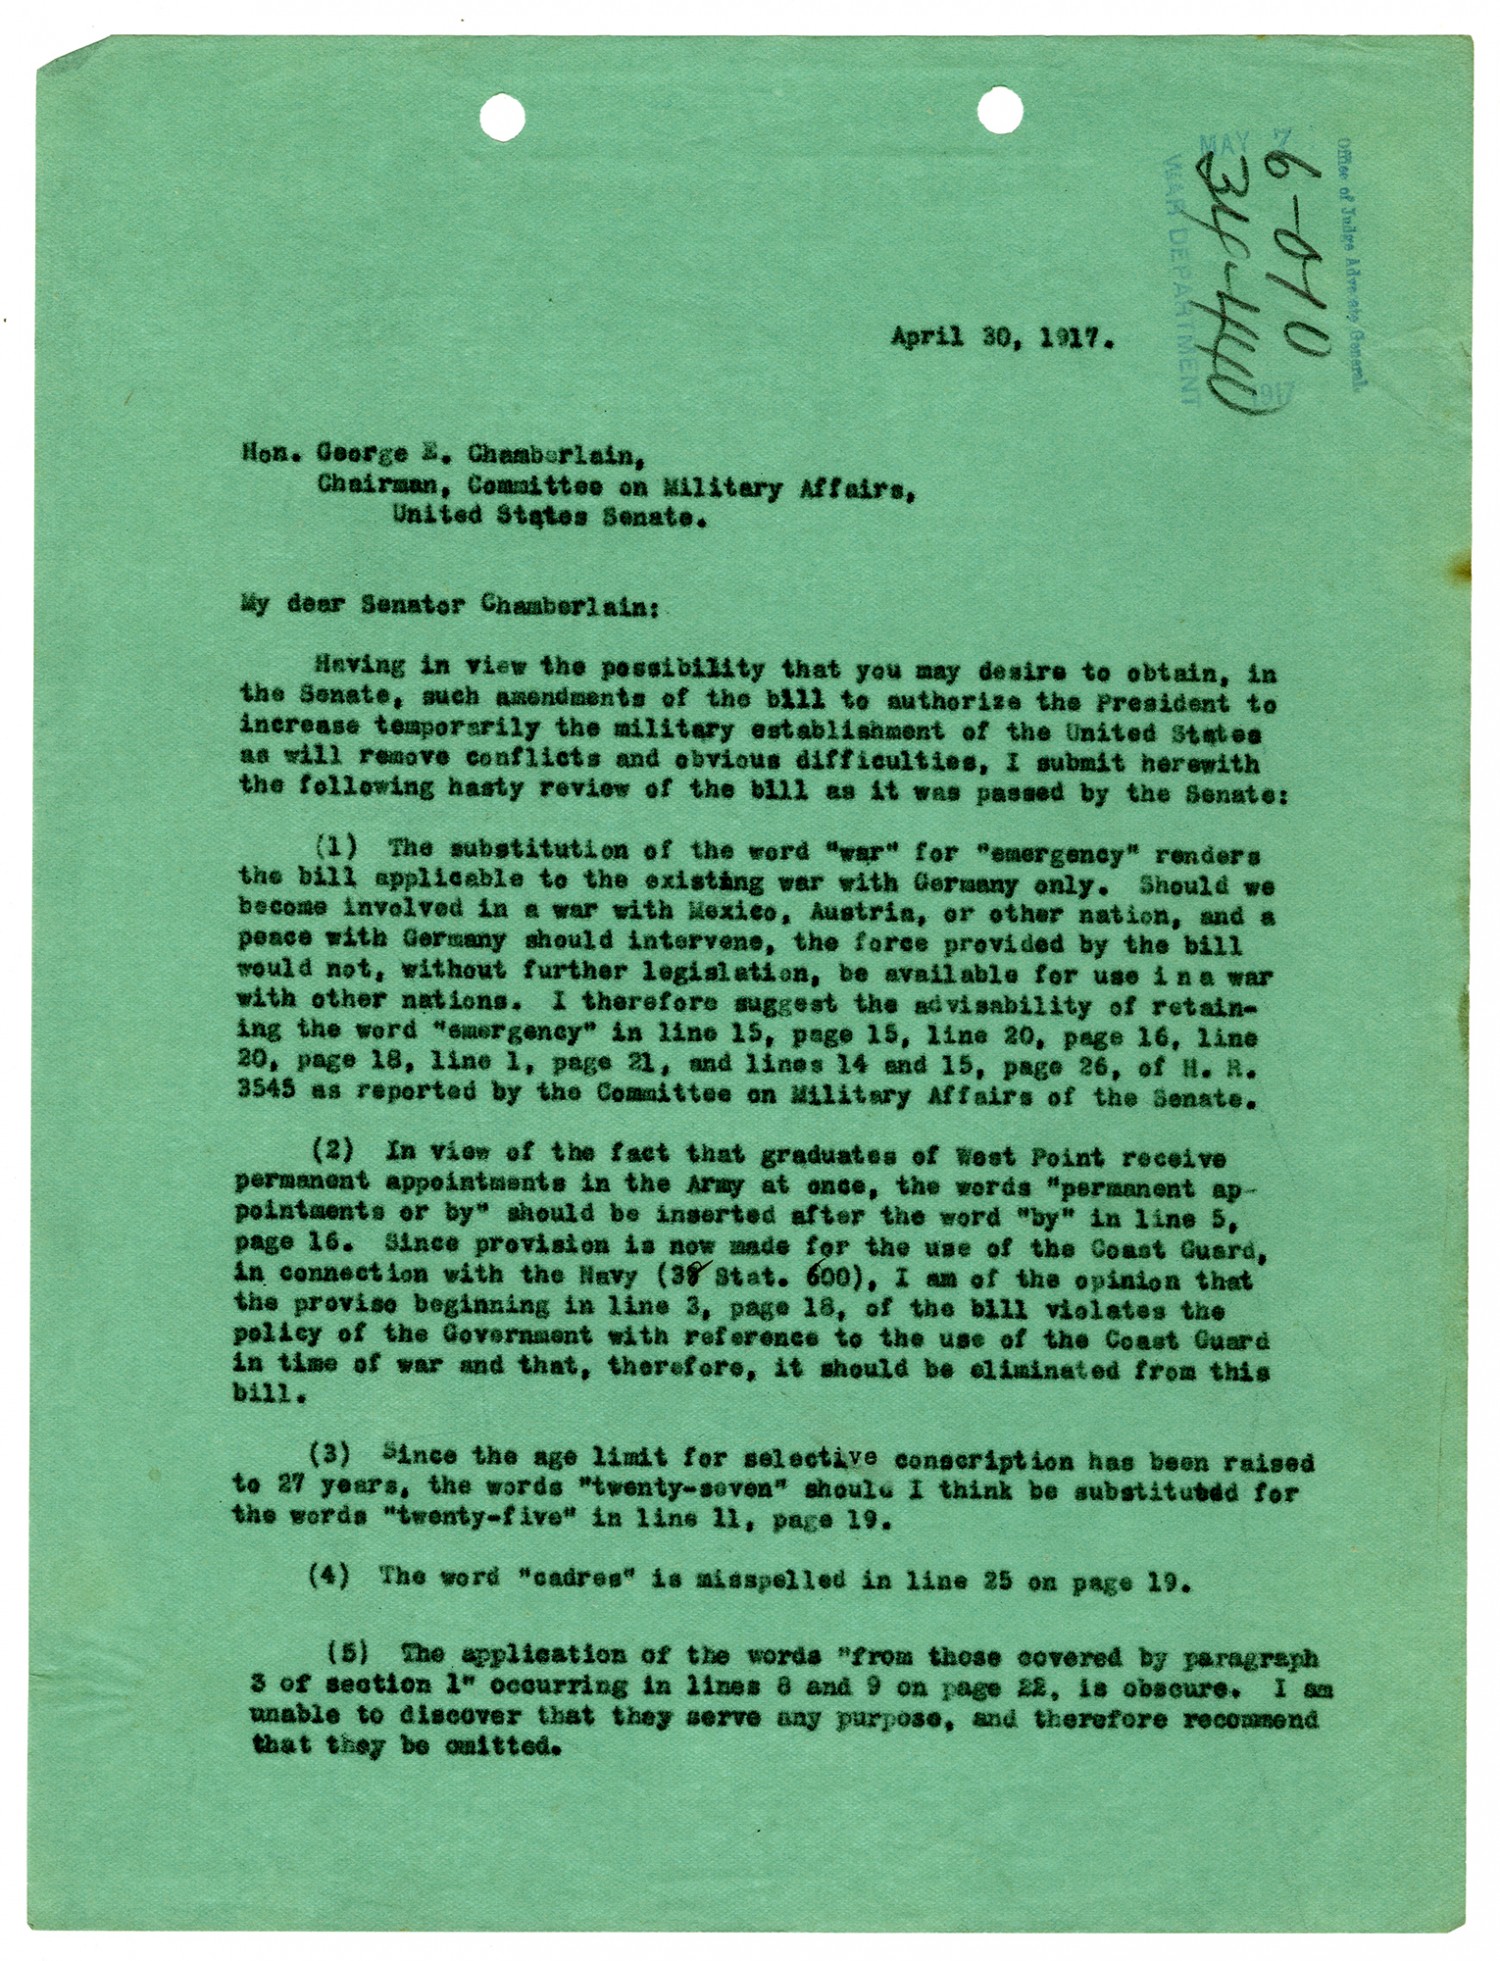 Office of Judge Advocate General.
MAY 7 1917
WAR DEPARTMENT
6-040
34-440
April 30, 1917.
Hon. George E. Chamberlain,
Chairman, Committee on Military Affairs,
United States Senate.
My dear Senator Chamberlain:
Having in view the possibility that you may desire to obtain, in
the Senate, such amendments of the bill to authorize the President to
increase temporarily the military establishment of the United States
as will remove conflicts and obvious difficulties, I submit herewith
the following hasty review of the bill as it was passed by the Senate:
(1) The substitution of the word "war" for "emergency" renders
the bill applicable to the existing war with Germany only. Should we
become involved in a war with Mexico, Austria, or other nation, and a
peace with Germany should intervene, the force provided by the bill
would not, without further legislation, be available for use in a war
with other nations. I therefore suggest the advisability of retain-
ing the word "emergency" in line 15, page 15, line 20, page 16, line
20, page 18, line 1, page 21, and lines 14 and 15, page 26, of H. R.
3545 as reported by the Committee on Military Affairs of the Senate.
(2) In view of the fact that graduates of West Point receive
permanent appointments in the Army at once, the words "permanent ap-
pointments or by" should be inserted after the word "by" in line 5,
page 16. Since provision is now made for the use of the Coast Guard,
in connection with the Navy (38 Stat. 600), I am of the opinion that
the proviso beginning in line 3, page 18, of the bill violates the
policy of the Government with reference to the use of the Coast Guard
in time of war and that, therefore, it should be eliminated from this
bill.
(3) Since the age limit for selective conscription has been raised
to 27 years, the words "twenty-seven" should I think be substituted for
the words "twenty-five" in line 11, page 19.
(4) The word "cadres" is misspelled in line 25 on page 19.
(5) The application of the words "from those covered by paragraph
3 of section 1" occurring in lines 8 and 9 on page 22, is obscure. I am
unable to discover that they serve any purpose, and therefore recommend
that they be omitted.